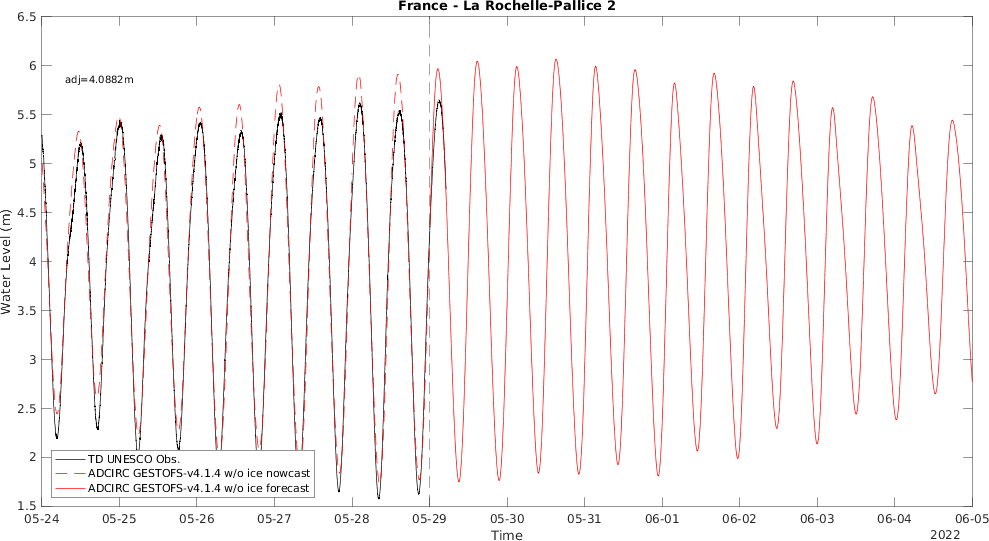 France - La Rochelle-Pallice 2
6.5
6
5.5
5
4.5
4
3.5
3
2.5
2
1.5
Water Level (m)
adj=4.0882m
TD UNESCO Obs.
ADCIRC GESTOFS-v4.1.4 w/o ice nowcast
ADCIRC GESTOFS-v4.1.4 w/o ice forecast
05-24 05-25 05-26 05-27 05-28 05-29 05-30 05-31 06-01 06-02 06-03 06-04 06-05
Time
2022